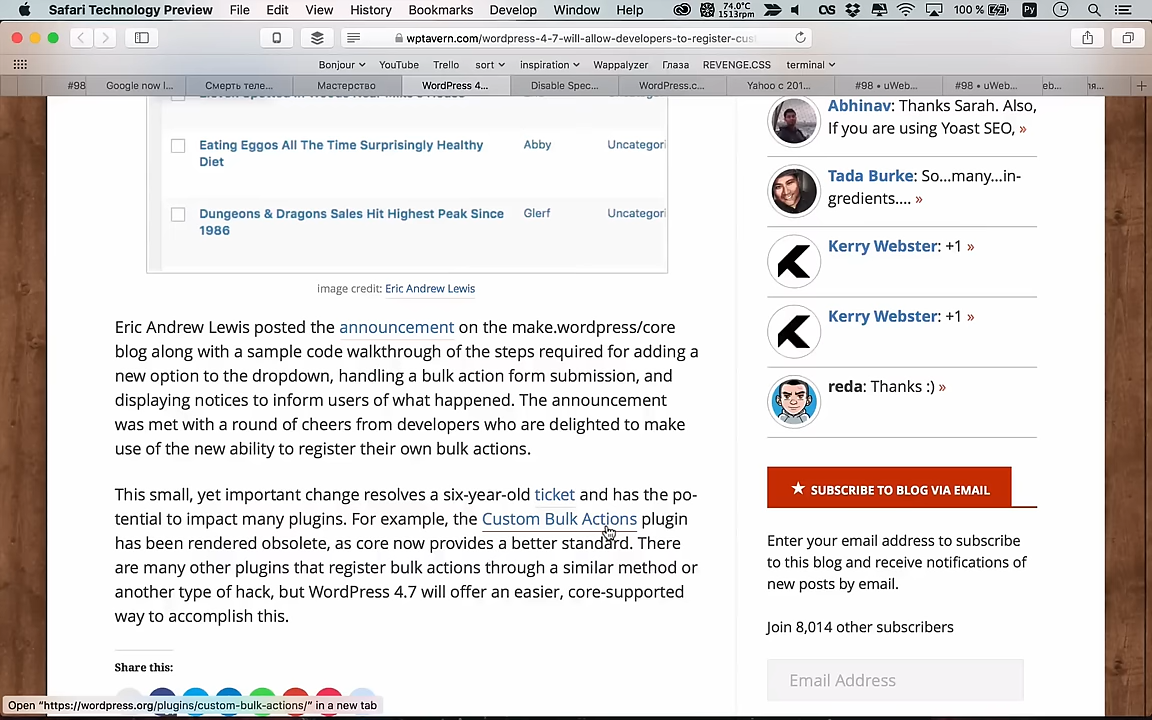 Safari Technology Preview File Edit View History Bookmarks Develop Window Help 74.0°C 1513rpm OS 100 % Py
wptavern.com/wordpress-4-7-will-allow-developers-to-register-cus
Bonjour YouTube Trello sort inspiration Wappalyzer Глаза REVENGE.CSS terminal
#98 Google now l... Смерть теле... Мастерство WordPress 4... Disable Spec... WordPress.c... Yahoo с 201... #98 • uWeb... #98 • uWeb...
Eating Eggos All The Time Surprisingly Healthy
Diet
Abby
Uncategori
Dungeons & Dragons Sales Hit Highest Peak Since
1986
Glerf
Uncategori
image credit: Eric Andrew Lewis
Eric Andrew Lewis posted the announcement on the make.wordpress/core
blog along with a sample code walkthrough of the steps required for adding a
new option to the dropdown, handling a bulk action form submission, and
displaying notices to inform users of what happened. The announcement
was met with a round of cheers from developers who are delighted to make
use of the new ability to register their own bulk actions.
This small, yet important change resolves a six-year-old ticket and has the po-
tential to impact many plugins. For example, the Custom Bulk Actions plugin
has been rendered obsolete, as core now provides a better standard. There
are many other plugins that register bulk actions through a similar method or
another type of hack, but WordPress 4.7 will offer an easier, core-supported
way to accomplish this.
Share this:
Abhinav: Thanks Sarah. Also,
If you are using Yoast SEO, »
Tada Burke: So...many...in-
gredients.... »
Kerry Webster: +1 »
Kerry Webster: +1 »
reda: Thanks :) »
★ SUBSCRIBE TO BLOG VIA EMAIL
Enter your email address to subscribe
to this blog and receive notifications of
new posts by email.
Join 8,014 other subscribers
Email Address
Open “https://wordpress.org/plugins/custom-bulk-actions/” in a new tab